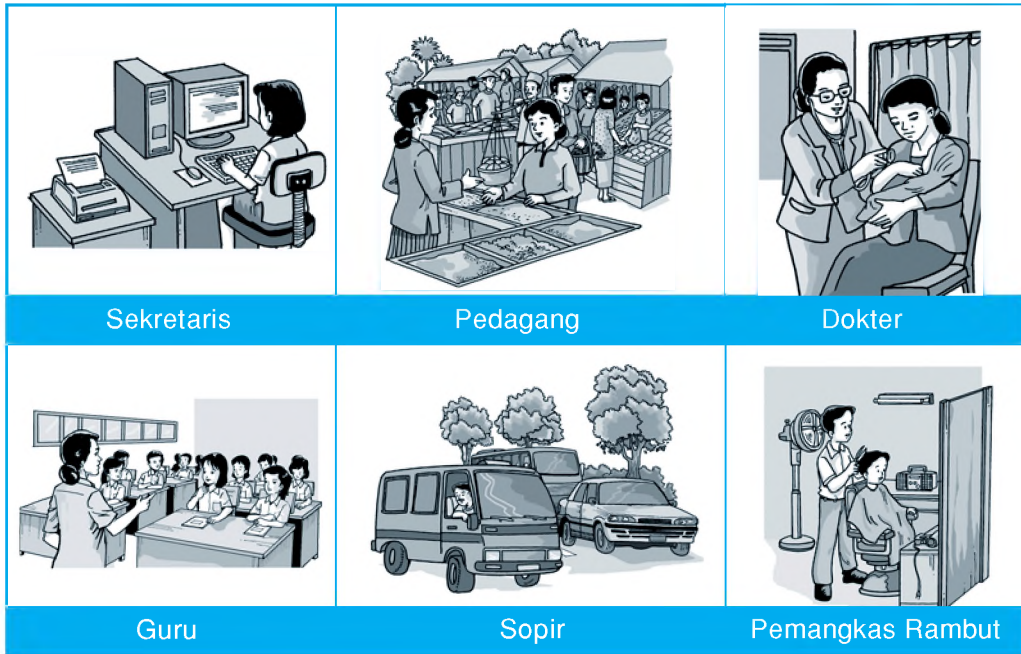 Sekretaris
Pedagang
Dokter
Guru
Sopir
Pemangkas Rambut